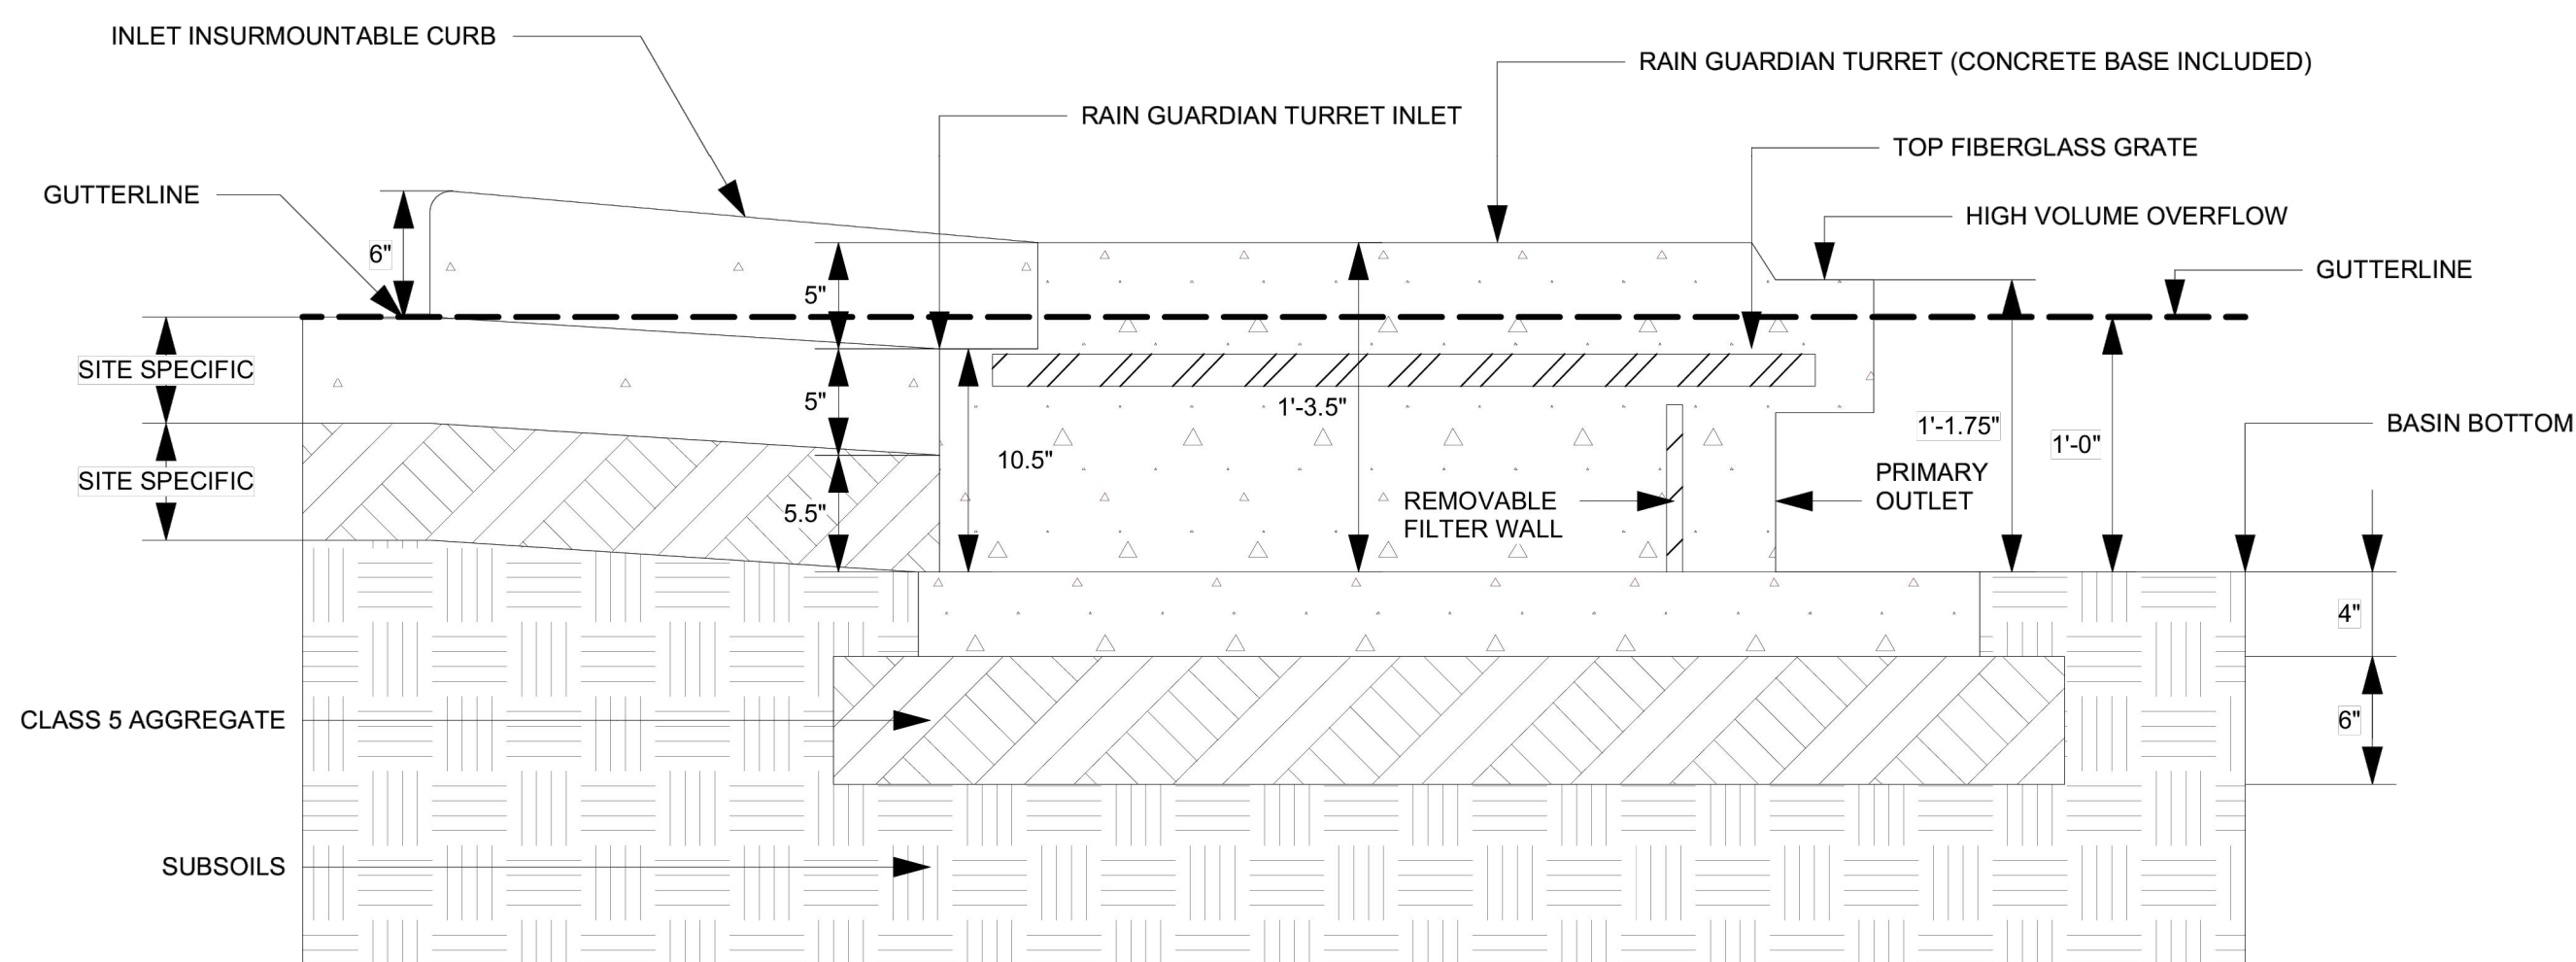 INLET INSURMOUNTABLE CURB
RAIN GUARDIAN TURRET (CONCRETE BASE INCLUDED)
RAIN GUARDIAN TURRET INLET
TOP FIBERGLASS GRATE
GUTTERLINE
HIGH VOLUME OVERFLOW
6"
GUTTERLINE
5"
SITE SPECIFIC
5"
1'-3.5"
1'-1.75"
BASIN BOTTOM
1'-0"
10.5"
SITE SPECIFIC
PRIMARY
OUTLET
REMOVABLE
FILTER WALL
5.5"
4"
CLASS 5 AGGREGATE
6"
SUBSOILS